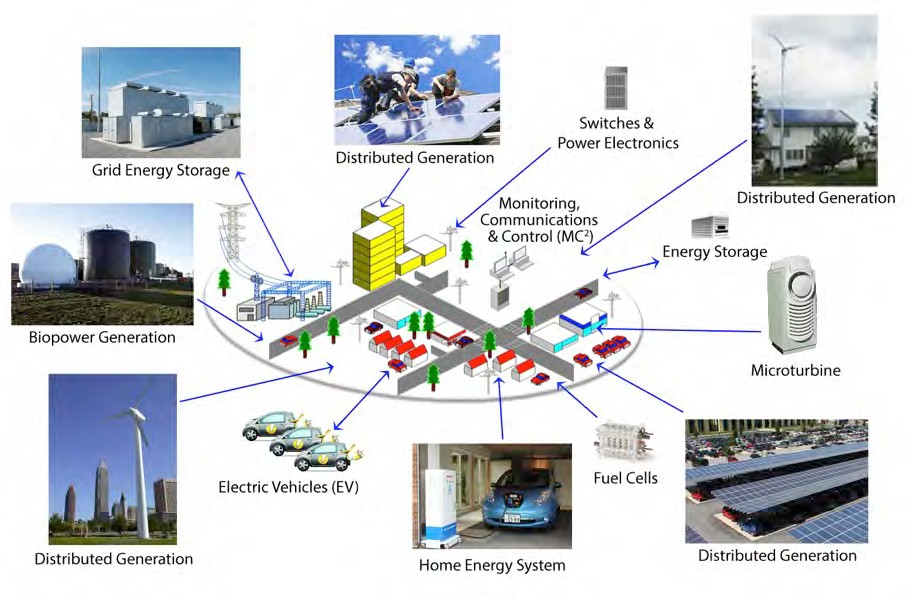 Switches &
Power Electronics
Distributed Generation
Grid Energy Storage
Distributed Generation
Monitoring,
Communications
& Control (MC²)
Energy Storage
Biopower Generation
Microturbine
Electric Vehicles (EV)
Fuel Cells
Distributed Generation
Home Energy System
Distributed Generation